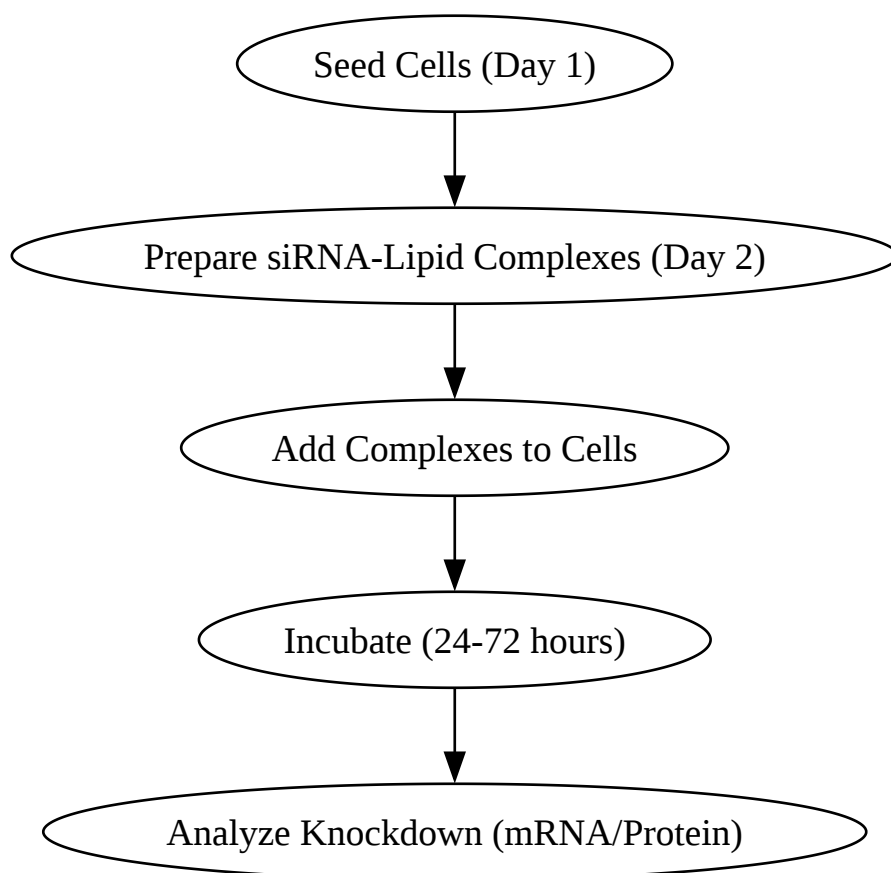 Seed Cells (Day 1)
Prepare siRNA-Lipid Complexes (Day 2)
Add Complexes to Cells
Incubate (24-72 hours)
Analyze Knockdown (mRNA/Protein)